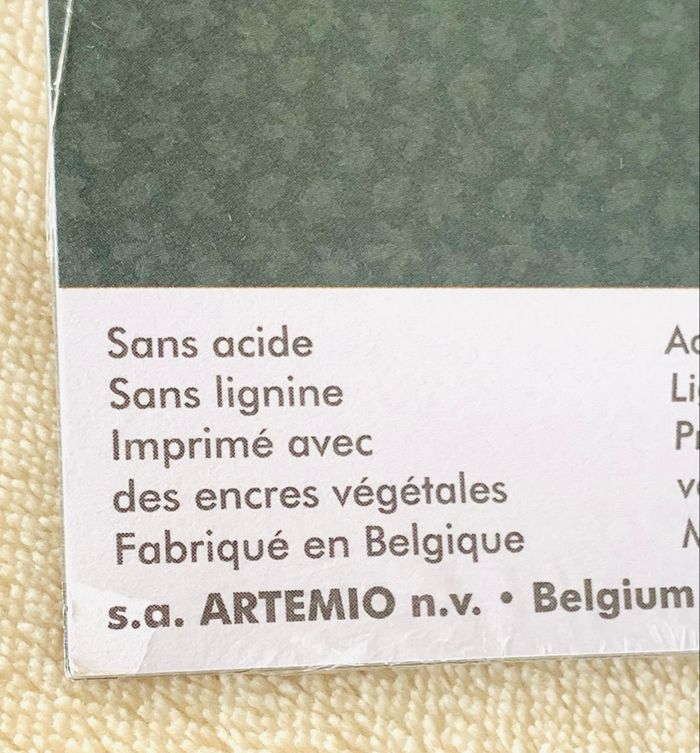 Sans acide
Sans lignine
Imprimé avec
des encres végétales
Fabriqué en Belgique
s.a. ARTEMIO n.v. • Belgium